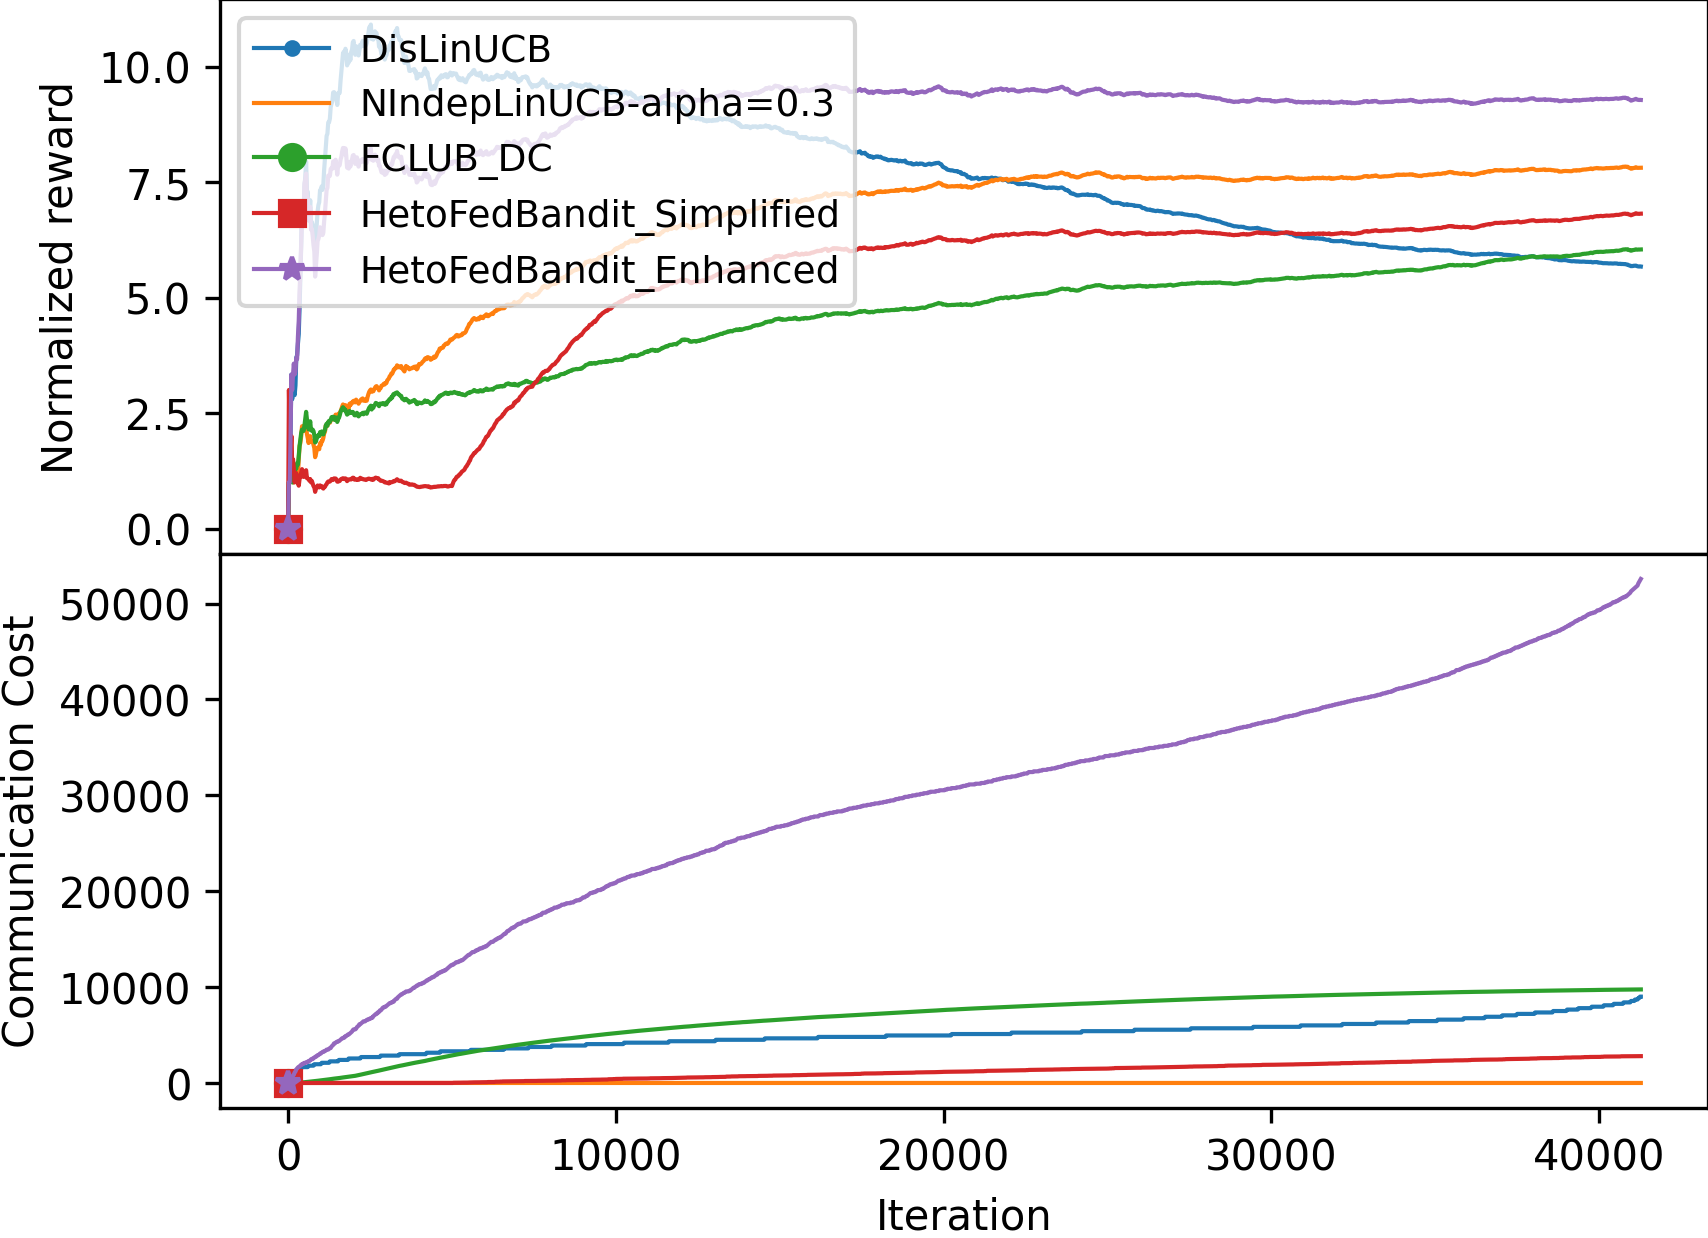 Normalized reward
10.0
7.5
5.0
2.5
0.0
DisLinUCB
NIndepLinUCB-alpha=0.3
FCLUB_DC
HetoFedBandit_Simplified
HetoFedBandit_Enhanced
Communication Cost
50000
40000
30000
20000
10000
0
0 10000 20000 30000 40000
Iteration